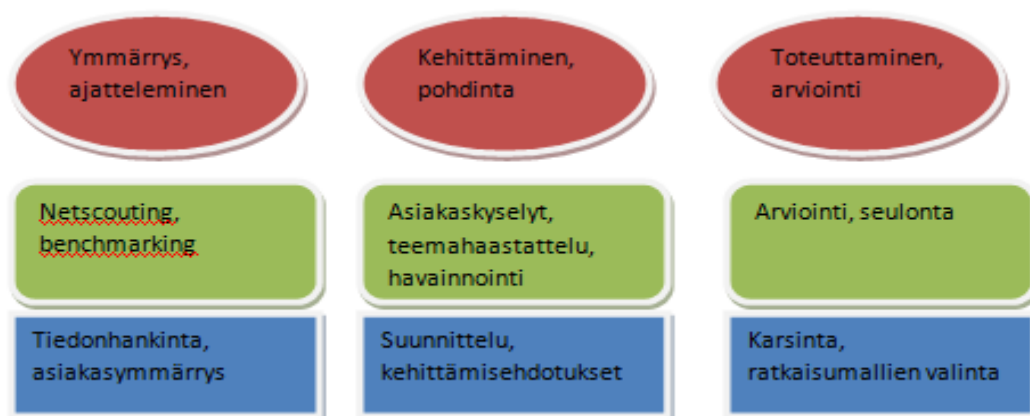 Ymmärrys,
ajatteleminen
Kehittäminen,
pohdinta
Toteuttaminen,
arviointi
Netscouting,
benchmarking
Asiakaskyselyt,
teemahaastattelu,
havainnointi
Arviointi, seulonta
Tiedonhankinta,
asiakasymmärrys
Suunnittelu,
kehittämisehdotukset
Karsinta,
ratkaisumallien valinta